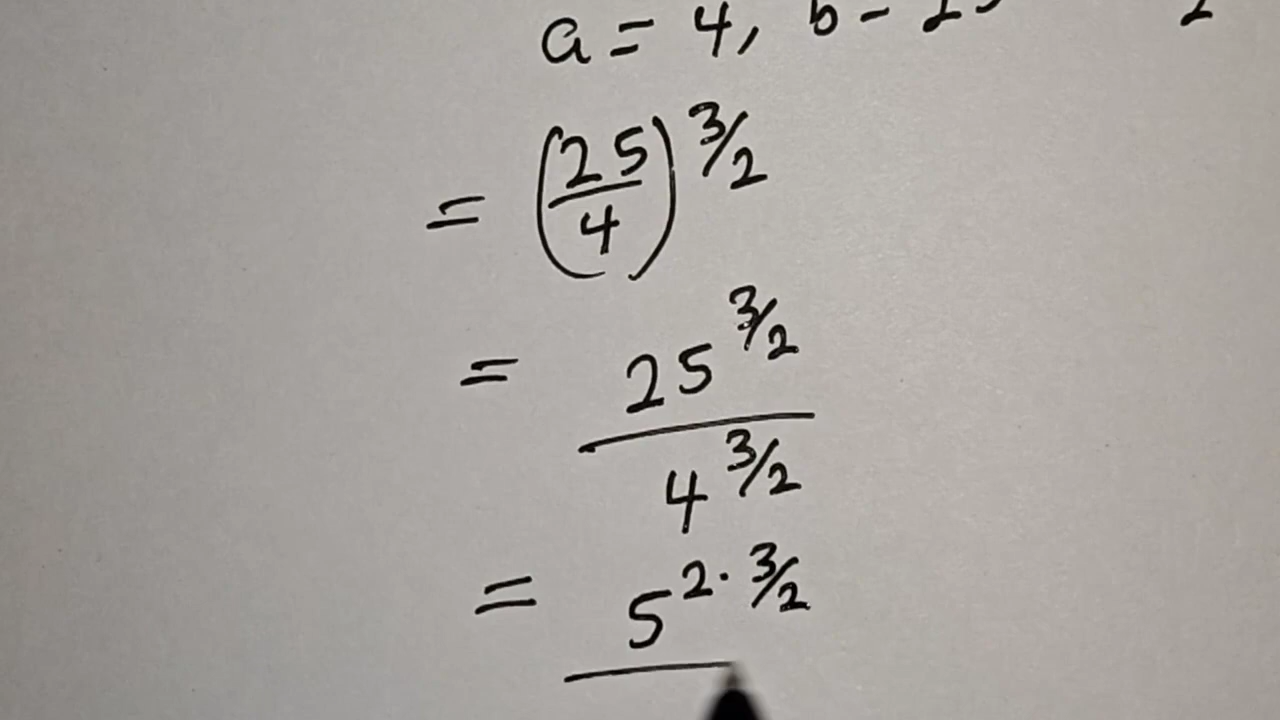 a = 4, b =
= (25/4)^3/2
= 25^3/2 / 4^3/2
= 5^2·3/2